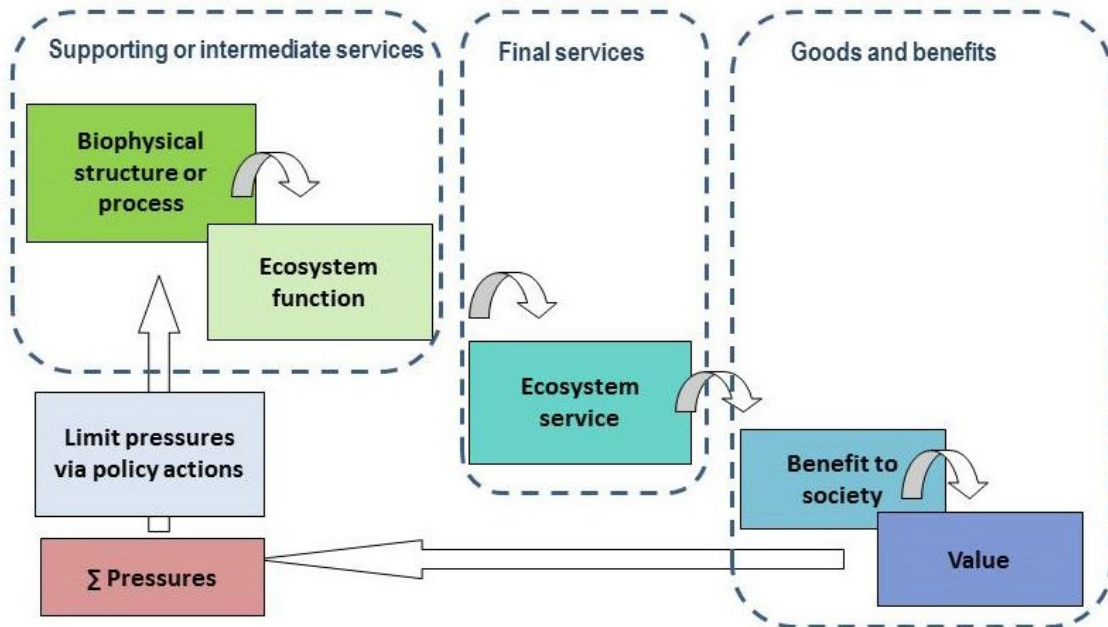 Supporting or intermediate services
Final services
Goods and benefits
Biophysical
structure or
process
Ecosystem
function
Ecosystem
service
Limit pressures
via policy actions
Benefit to
society
∑ Pressures
Value